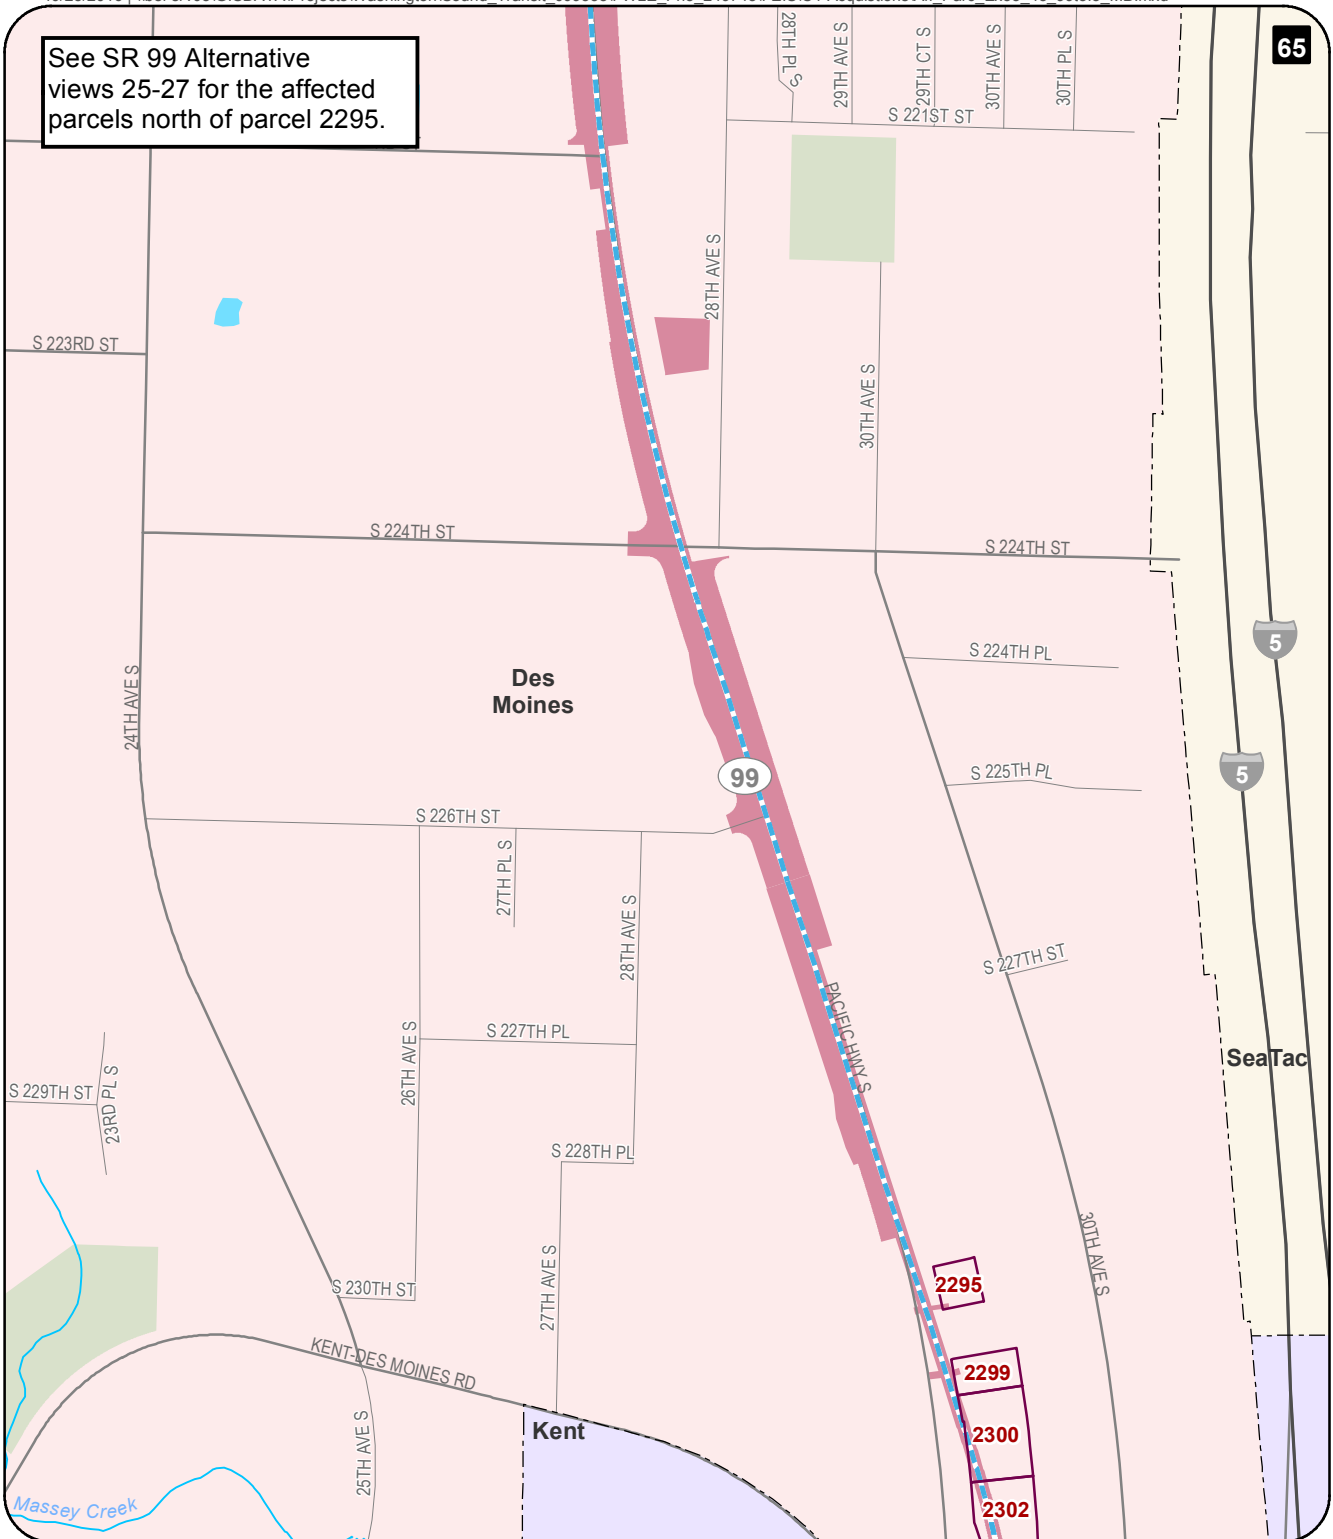 See SR 99 Alternative
views 25-27 for the affected
parcels north of parcel 2295.
65
28TH PL S
29TH AVE S
29TH CT S
30TH AVE S
30TH PL S
S 221ST ST
28TH AVE S
S 223RD ST
30TH AVE S
S 224TH ST
S 224TH ST
5
S 224TH PL
Des
Moines
24TH AVE S
99
S 225TH PL
5
S 226TH ST
27TH PL S
28TH AVE S
S 227TH ST
PACIFIC HWY S
S 227TH PL
26TH AVE S
SeaTac
S 229TH ST
23RD PL S
S 228TH PL
30TH AVE S
2295
S 230TH ST
27TH AVE S
KENT-DES MOINES RD
2299
Kent
2300
25TH AVE S
Massey Creek
2302